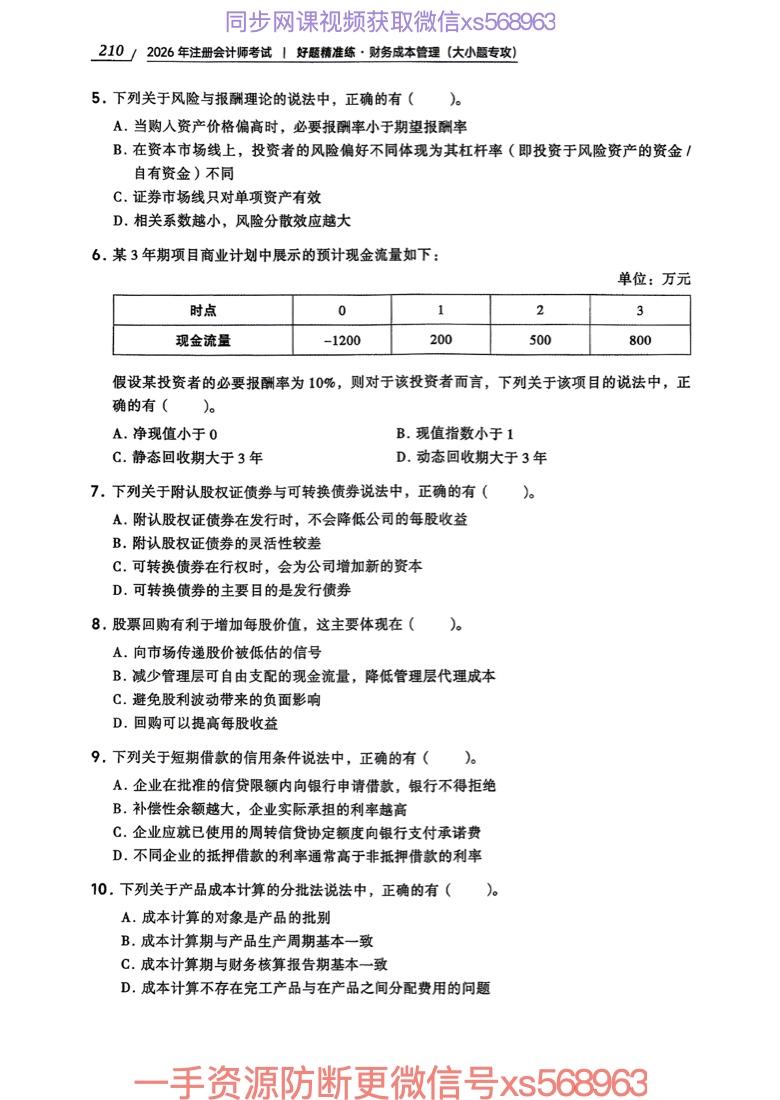 同步网课视频获取微信xs568963
210 / 2026年注册会计师考试 | 好题精准练·财务成本管理（大小题专攻）
5. 下列关于风险与报酬理论的说法中，正确的有（　　）。
A. 当购入资产价格偏高时，必要报酬率小于期望报酬率
B. 在资本市场线上，投资者的风险偏好不同体现为其杠杆率（即投资于风险资产的资金/
自有资金）不同
C. 证券市场线只对单项资产有效
D. 相关系数越小，风险分散效应越大
6. 某3年期项目商业计划中展示的预计现金流量如下：
单位：万元
时点 0 1 2 3
现金流量 -1200 200 500 800
假设某投资者的必要报酬率为10%，则对于该投资者而言，下列关于该项目的说法中，正
确的有（　　）。
A. 净现值小于0 B. 现值指数小于1
C. 静态回收期大于3年 D. 动态回收期大于3年
7. 下列关于附认股权证债券与可转换债券说法中，正确的有（　　）。
A. 附认股权证债券在发行时，不会降低公司的每股收益
B. 附认股权证债券的灵活性较差
C. 可转换债券在行权时，会为公司增加新的资本
D. 可转换债券的主要目的是发行债券
8. 股票回购有利于增加每股价值，这主要体现在（　　）。
A. 向市场传递股价被低估的信号
B. 减少管理层可自由支配的现金流量，降低管理层代理成本
C. 避免股利波动带来的负面影响
D. 回购可以提高每股收益
9. 下列关于短期借款的信用条件说法中，正确的有（　　）。
A. 企业在批准的信贷限额内向银行申请借款，银行不得拒绝
B. 补偿性余额越大，企业实际承担的利率越高
C. 企业应就已使用的周转信贷协定额度向银行支付承诺费
D. 不同企业的抵押借款的利率通常高于非抵押借款的利率
10. 下列关于产品成本计算的分批法说法中，正确的有（　　）。
A. 成本计算的对象是产品的批别
B. 成本计算期与产品生产周期基本一致
C. 成本计算期与财务核算报告期基本一致
D. 成本计算不存在完工产品与在产品之间分配费用的问题
一手资源防断更微信号xs568963